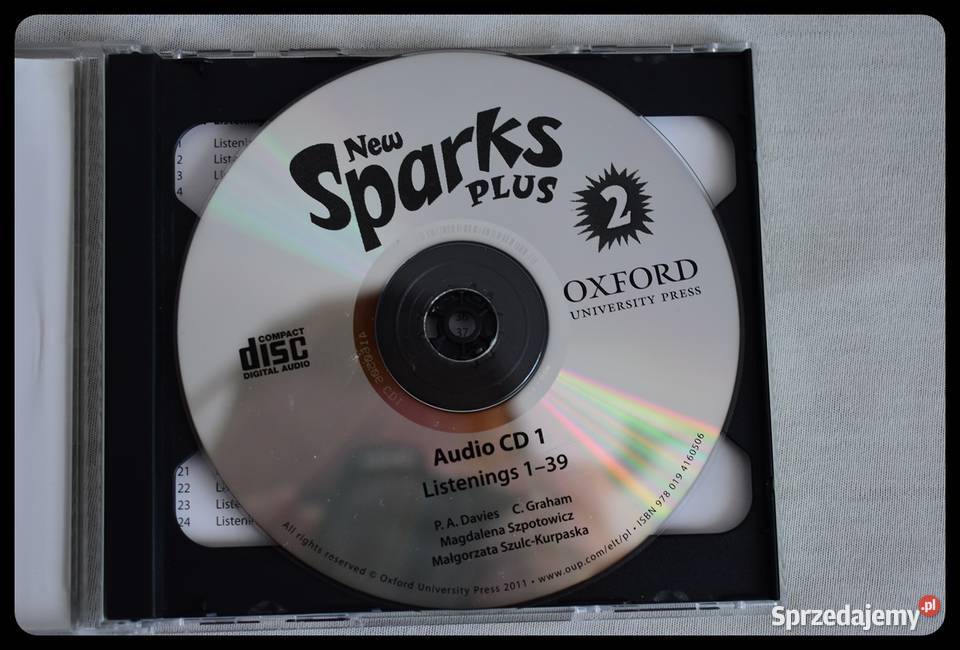 New
Sparks
PLUS
2
OXFORD
UNIVERSITY PRESS
COMPACT
disc
DIGITAL AUDIO
Audio CD 1
Listenings 1–39
P. A. Davies C. Graham
Magdalena Szpotowicz
Małgorzata Szulc-Kurpaska
All rights reserved © Oxford University Press 2011 • www.oup.com/elt/pl • ISBN 978 019 4160506
1
2
3
4
37
21
22
23
24
Sprzedajemy.pl